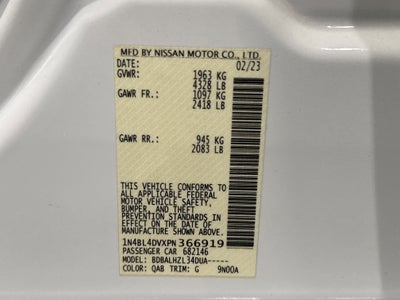 MFD BY NISSAN MOTOR CO., LTD.
DATE: 02/23
GVWR: 1963 KG
4328 LB
GAWR FR.: 1097 KG
2418 LB
GAWR RR.: 945 KG
2083 LB
THIS VEHICLE CONFORMS TO
ALL APPLICABLE FEDERAL
MOTOR VEHICLE SAFETY,
BUMPER, AND THEFT
PREVENTION STANDARDS IN
EFFECT ON THE DATE OF
MANUFACTURE SHOWN ABOVE.
1N4BL4DVXPN366919
PASSENGER CAR 682146
MODEL: BDBALHZL34DUA-----
COLOR: QAB TRIM: G 9N00A